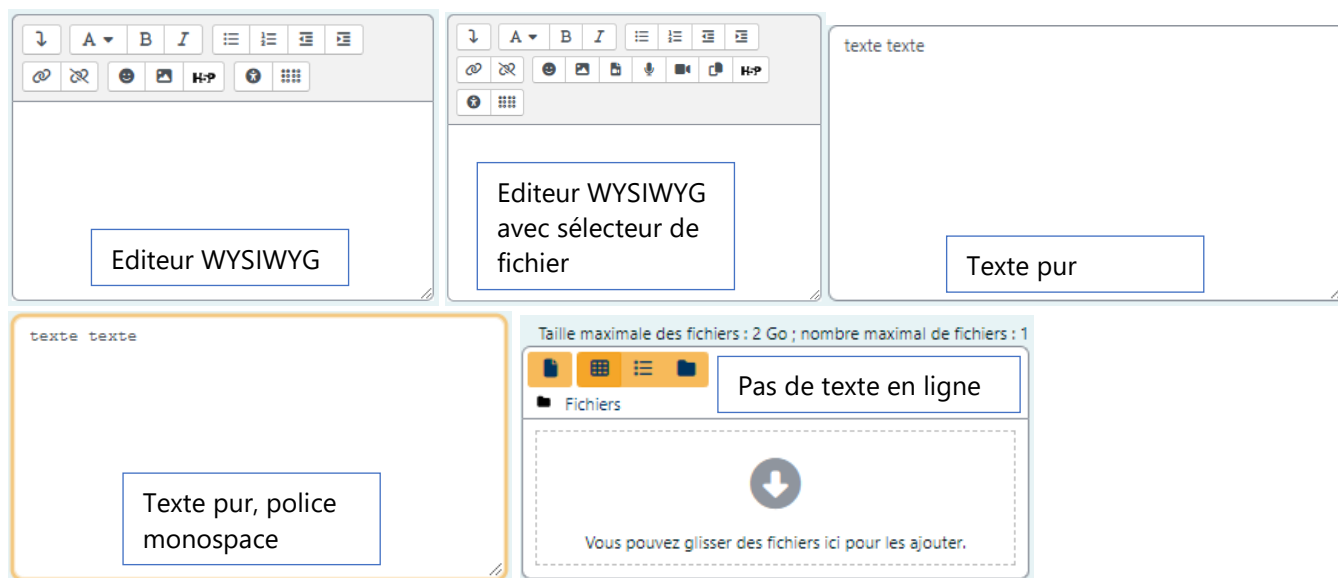 A B I
H-P
Editeur WYSIWYG
A B I
H-P
Editeur WYSIWYG
avec sélecteur de
fichier
texte texte
Texte pur
texte texte
Texte pur, police
monospace
Taille maximale des fichiers : 2 Go ; nombre maximal de fichiers : 1
Pas de texte en ligne
Fichiers
Vous pouvez glisser des fichiers ici pour les ajouter.